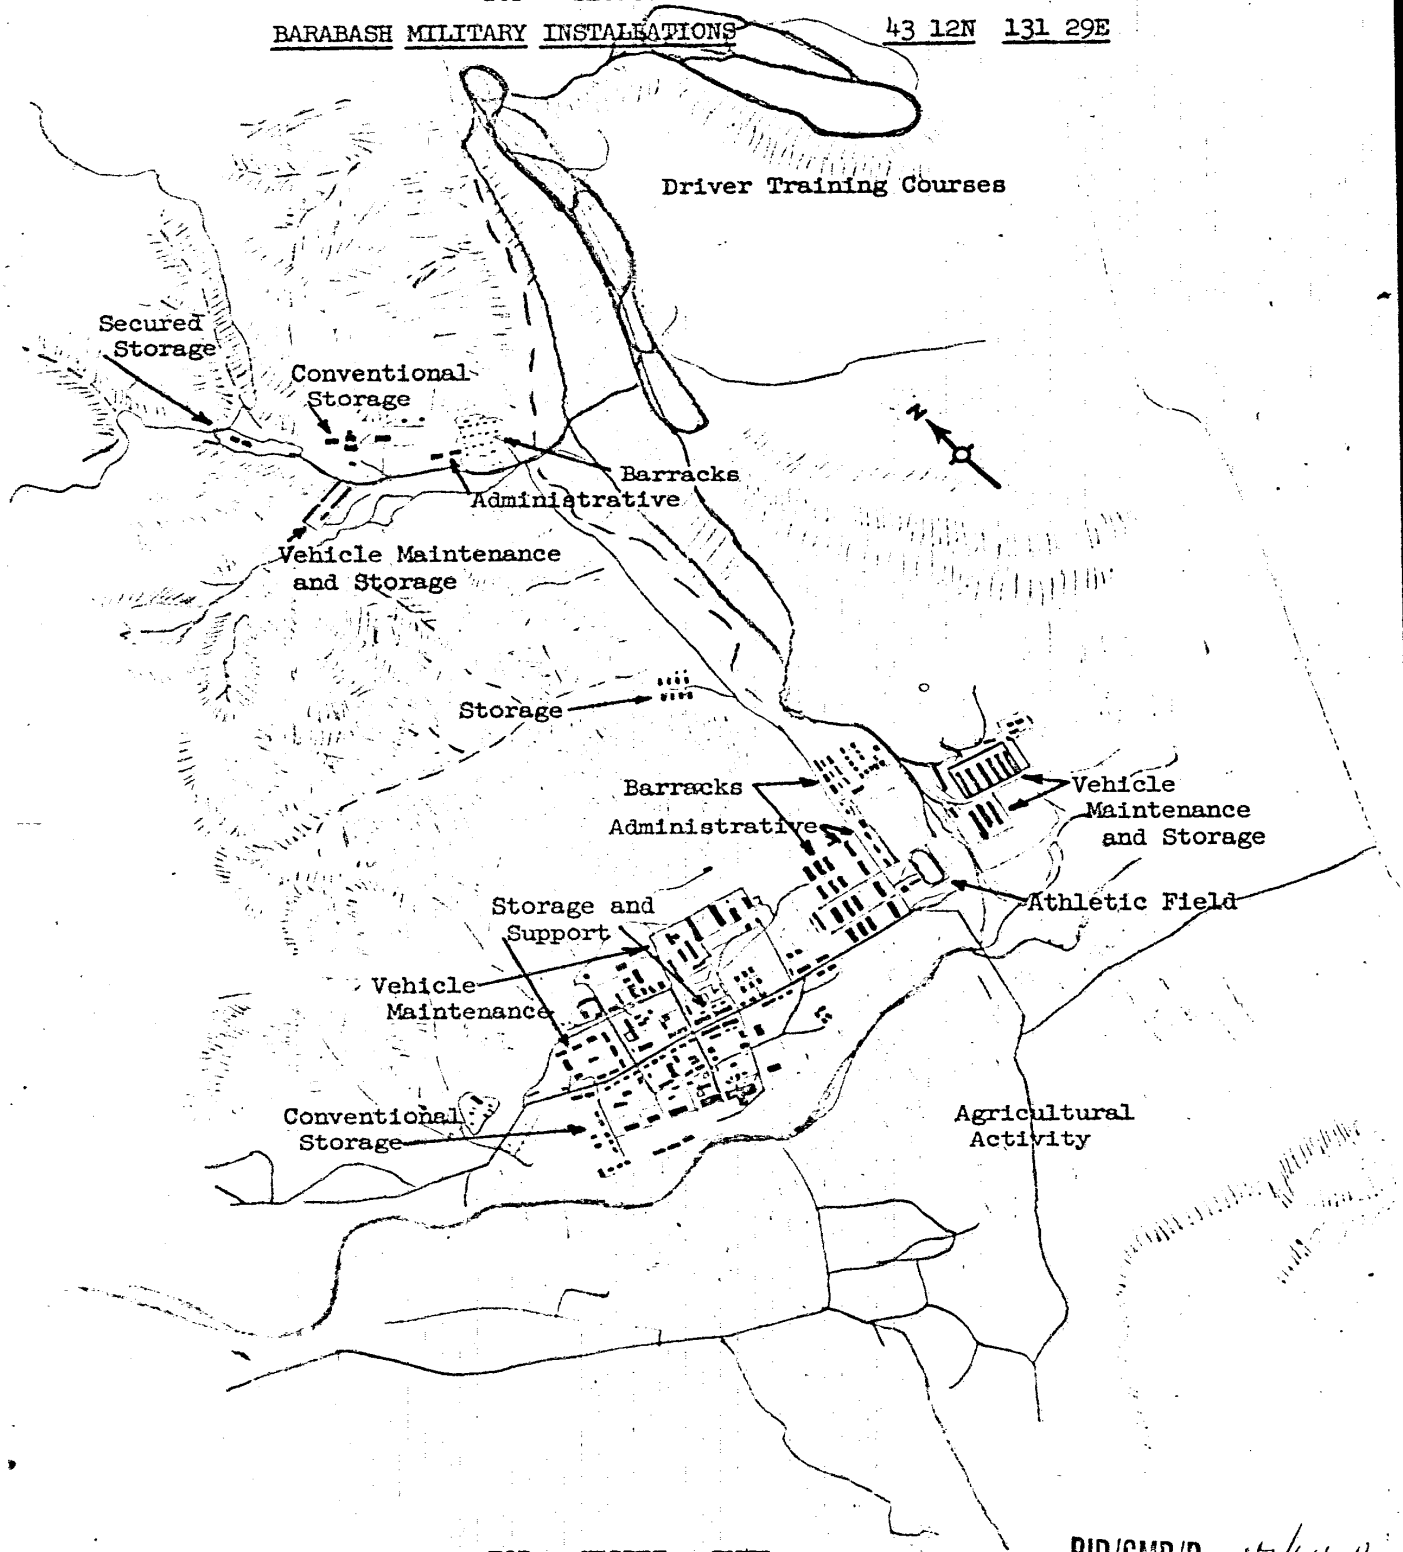 BARABASH MILITARY INSTALLATIONS 43 12N 131 29E
Driver Training Courses
Secured
Storage
Conventional
Storage
N
Barracks
Administrative
Vehicle Maintenance
and Storage
Storage
Barracks
Administrative
Vehicle
Maintenance
and Storage
Athletic Field
Storage and
Support
Vehicle
Maintenance
Conventional
Storage
Agricultural
Activity